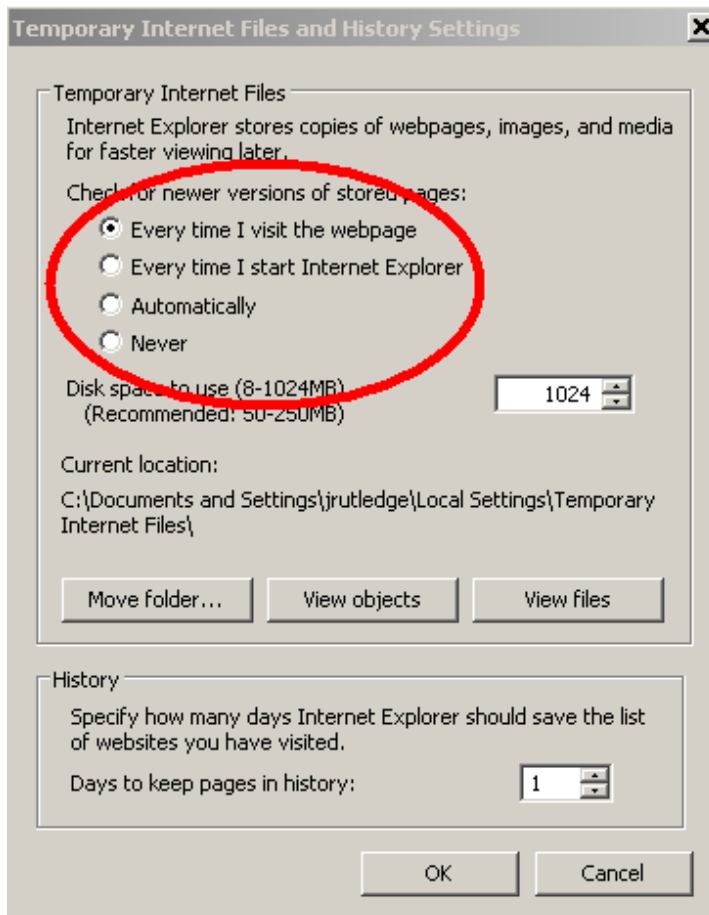 Temporary Internet Files and History Settings
Temporary Internet Files
Internet Explorer stores copies of webpages, images, and media
for faster viewing later.
Check for newer versions of stored pages:
Every time I visit the webpage
Every time I start Internet Explorer
Automatically
Never
Disk space to use (8-1024MB)
(Recommended: 50-250MB)
1024
Current location:
C:\Documents and Settings\jrutledge\Local Settings\Temporary
Internet Files\
Move folder... View objects View files
History
Specify how many days Internet Explorer should save the list
of websites you have visited.
Days to keep pages in history: 1
OK Cancel